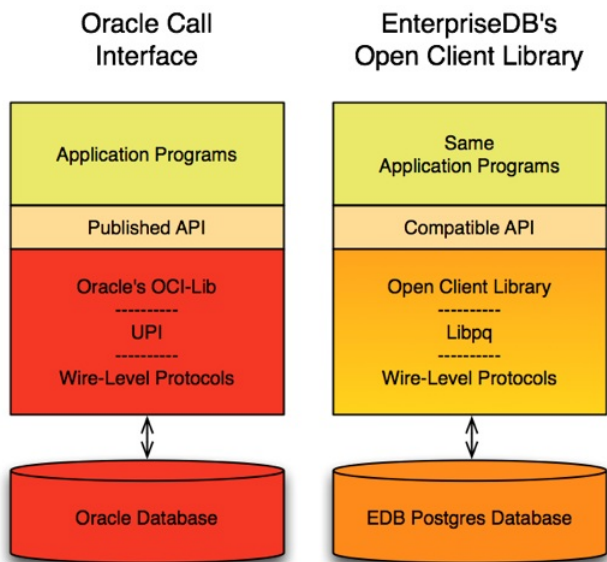 Oracle Call
Interface
Application Programs
Published API
Oracle's OCI-Lib
----------
UPI
----------
Wire-Level Protocols
Oracle Database
EnterpriseDB's
Open Client Library
Same
Application Programs
Compatible API
Open Client Library
----------
Libpq
----------
Wire-Level Protocols
EDB Postgres Database